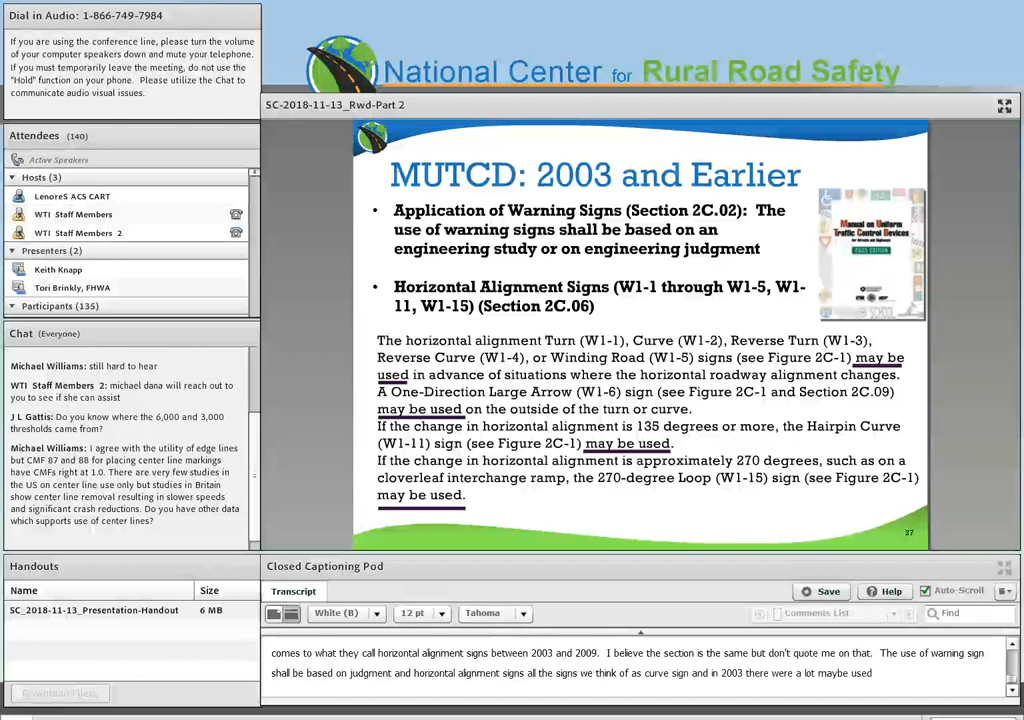 Dial in Audio: 1-866-749-7984
If you are using the conference line, please turn the volume
of your computer speakers down and mute your telephone.
If you must temporarily leave the meeting, do not use the
"Hold" function on your phone. Please utilize the Chat to
communicate audio visual issues.
National Center for Rural Road Safety
SC-2018-11-13_Rwd-Part 2
Attendees (140)
Active Speakers
Hosts (3)
LenoreS ACS CART
WTI Staff Members
WTI Staff Members 2
Presenters (2)
Keith Knapp
Tori Brinkly, FHWA
Participants (135)
Chat (Everyone)
Michael Williams: still hard to hear
WTI Staff Members 2: michael dana will reach out to
you to see if she can assist
J L Gattis: Do you know where the 6,000 and 3,000
thresholds came from?
Michael Williams: I agree with the utility of edge lines
but CMF 87 and 88 for placing center line markings
have CMFs right at 1.0. There are very few studies in
the US on center line use only but studies in Britain
show center line removal resulting in slower speeds
and significant crash reductions. Do you have other data
which supports use of center lines?
MUTCD: 2003 and Earlier
• Application of Warning Signs (Section 2C.02): The
use of warning signs shall be based on an
engineering study or on engineering judgment
• Horizontal Alignment Signs (W1-1 through W1-5, W1-
11, W1-15) (Section 2C.06)
Manual on Uniform
Traffic Control Devices
2003 EDITION
The horizontal alignment Turn (W1-1), Curve (W1-2), Reverse Turn (W1-3),
Reverse Curve (W1-4), or Winding Road (W1-5) signs (see Figure 2C-1) may be
used in advance of situations where the horizontal roadway alignment changes.
A One-Direction Large Arrow (W1-6) sign (see Figure 2C-1 and Section 2C.09)
may be used on the outside of the turn or curve.
If the change in horizontal alignment is 135 degrees or more, the Hairpin Curve
(W1-11) sign (see Figure 2C-1) may be used.
If the change in horizontal alignment is approximately 270 degrees, such as on a
cloverleaf interchange ramp, the 270-degree Loop (W1-15) sign (see Figure 2C-1)
may be used.
27
Handouts
Name Size
SC_2018-11-13_Presentation-Handout 6 MB
Download File(s)
Closed Captioning Pod
Transcript
Save Help Auto-Scroll
White (B) 12 pt Tahoma Comments List Find
comes to what they call horizontal alignment signs between 2003 and 2009. I believe the section is the same but don't quote me on that. The use of warning sign
shall be based on judgment and horizontal alignment signs all the signs we think of as curve sign and in 2003 there were a lot maybe used